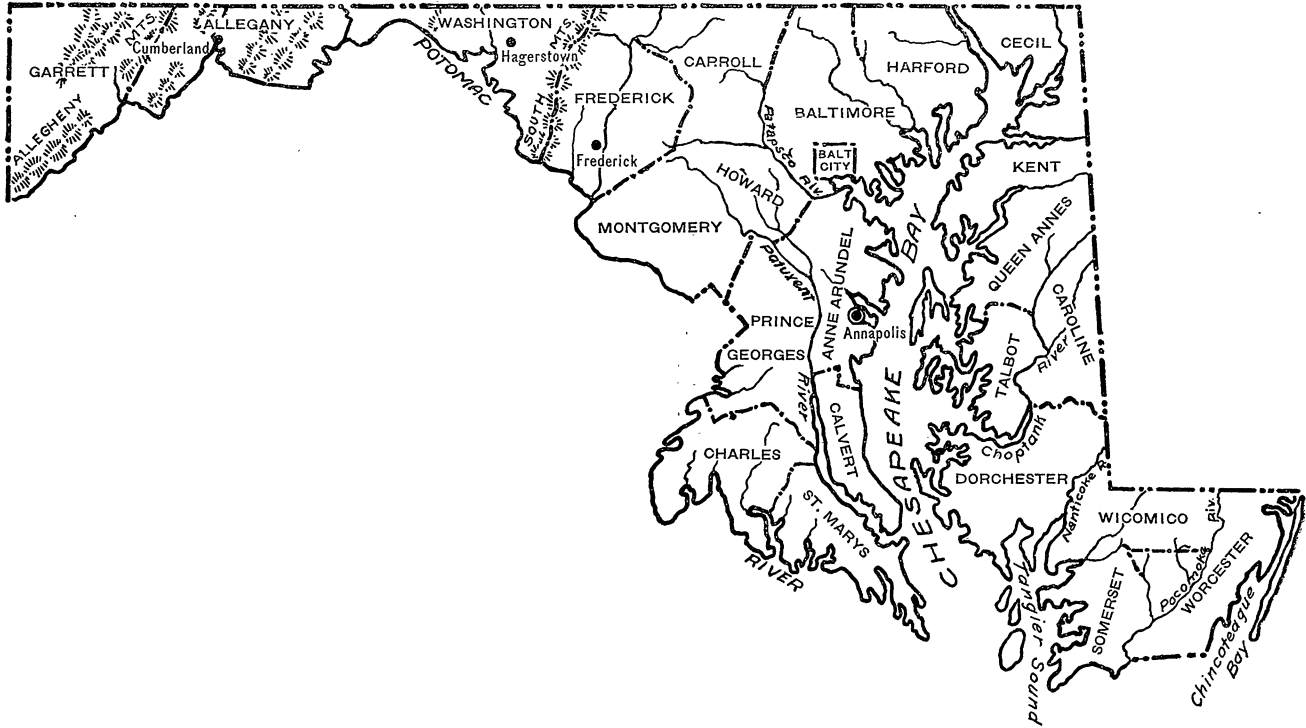 GARRETT
ALLEGHENY
MTS.
Cumberland
ALLEGANY
POTOMAC
WASHINGTON
Hagerstown
SOUTH
MTS.
FREDERICK
Frederick
CARROLL
BALTIMORE
HARFORD
CECIL
Patapsco Riv.
BALT
CITY
KENT
HOWARD
MONTGOMERY
Patuxent
River
ANNE ARUNDEL
Annapolis
CHESAPEAKE
BAY
QUEEN ANNES
CAROLINE
TALBOT
River
Choptank
PRINCE
GEORGES
CALVERT
CHARLES
ST. MARYS
RIVER
DORCHESTER
Nanticoke R.
WICOMICO
Riv.
Pocomoke
WORCESTER
SOMERSET
Tangier Sound
Chincoteague
Bay